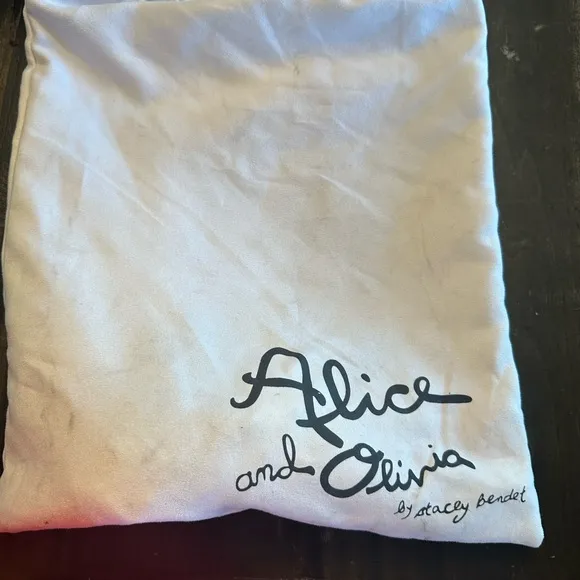 Alice
and Olivia
by stacey bendet